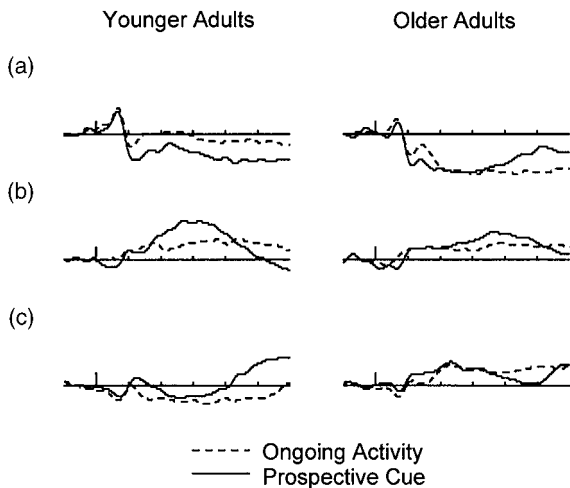 Younger Adults Older Adults
(a)
(b)
(c)
Ongoing Activity
Prospective Cue